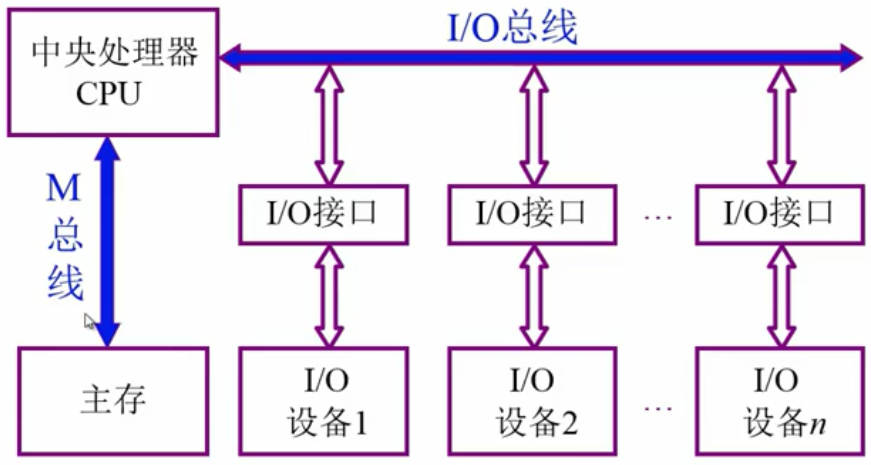 I/O总线
中央处理器
CPU
M
总
线
I/O接口
I/O接口
…
I/O接口
主存
I/O
设备1
I/O
设备2
…
I/O
设备n